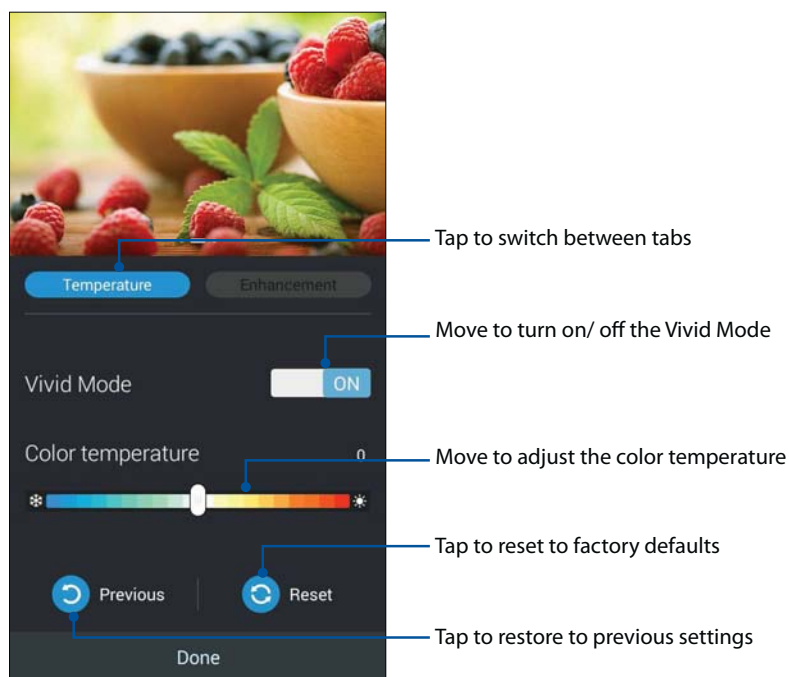 Tap to switch between tabs
Temperature
Enhancement
Move to turn on/ off the Vivid Mode
Vivid Mode
ON
Color temperature
0
Move to adjust the color temperature
Tap to reset to factory defaults
Previous
Reset
Tap to restore to previous settings
Done